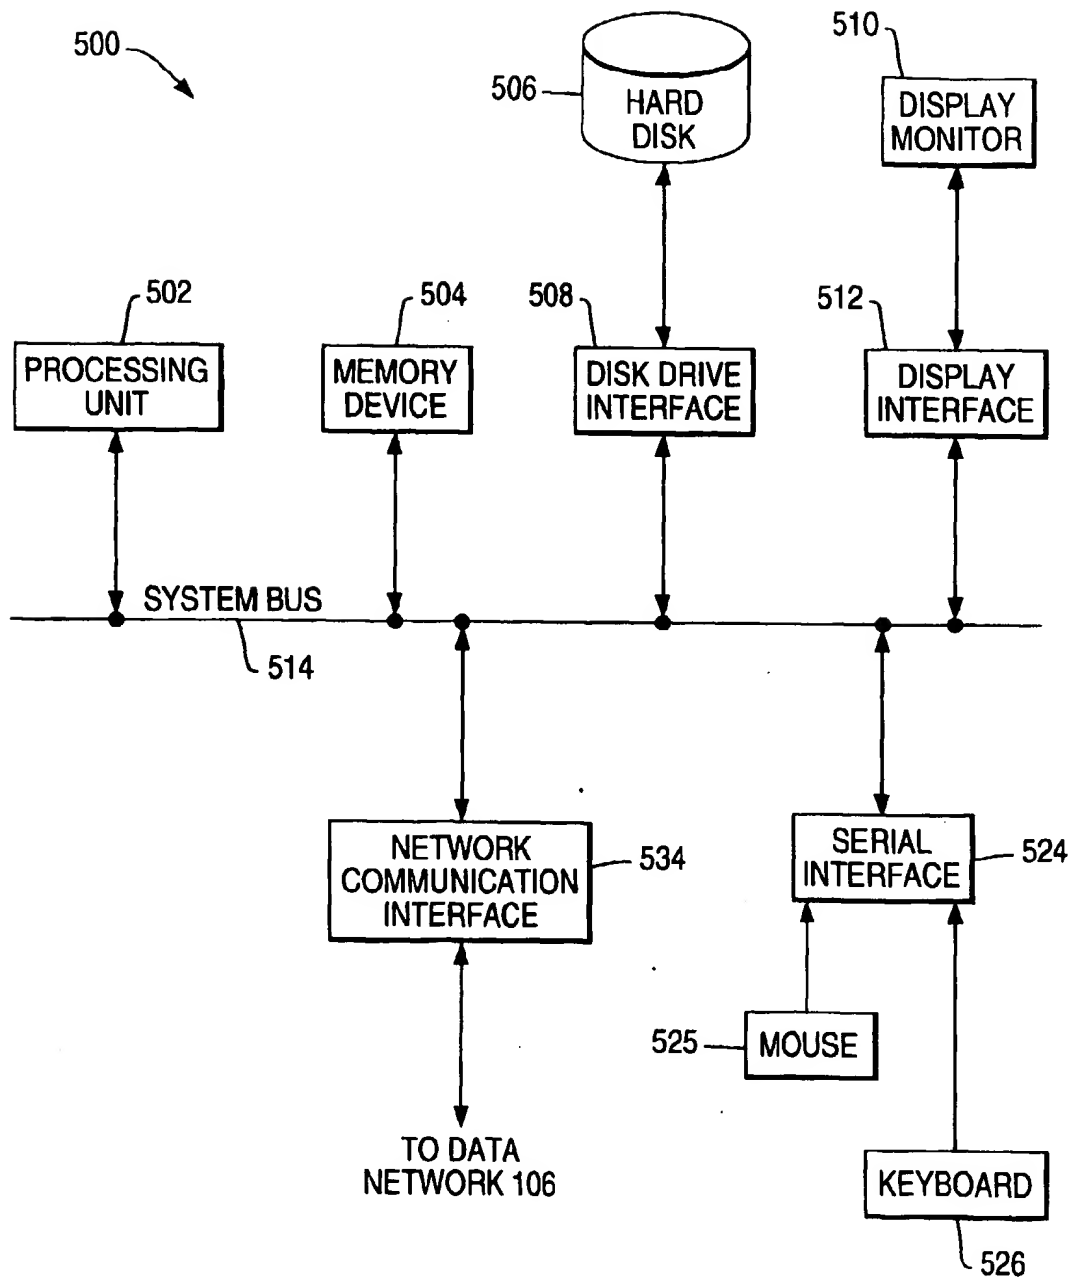 500
506
HARD
DISK
510
DISPLAY
MONITOR
502
PROCESSING
UNIT
504
MEMORY
DEVICE
508
DISK DRIVE
INTERFACE
512
DISPLAY
INTERFACE
SYSTEM BUS
514
NETWORK
COMMUNICATION
INTERFACE
534
SERIAL
INTERFACE
524
525
MOUSE
TO DATA
NETWORK 106
KEYBOARD
526